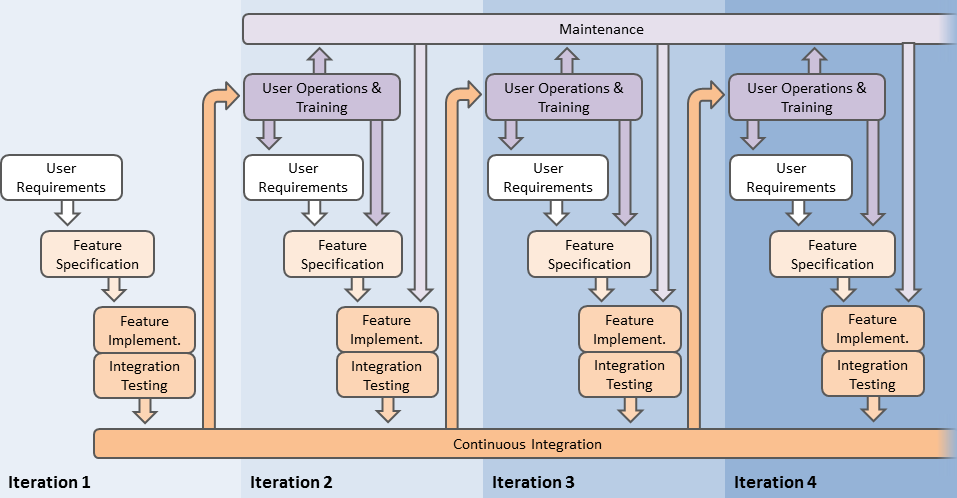 Maintenance
User Operations &
Training
User Operations &
Training
User Operations &
Training
User
Requirements
User
Requirements
User
Requirements
User
Requirements
Feature
Specification
Feature
Specification
Feature
Specification
Feature
Specification
Feature
Implement.
Integration
Testing
Feature
Implement.
Integration
Testing
Feature
Implement.
Integration
Testing
Feature
Implement.
Integration
Testing
Continuous Integration
Iteration 1
Iteration 2
Iteration 3
Iteration 4